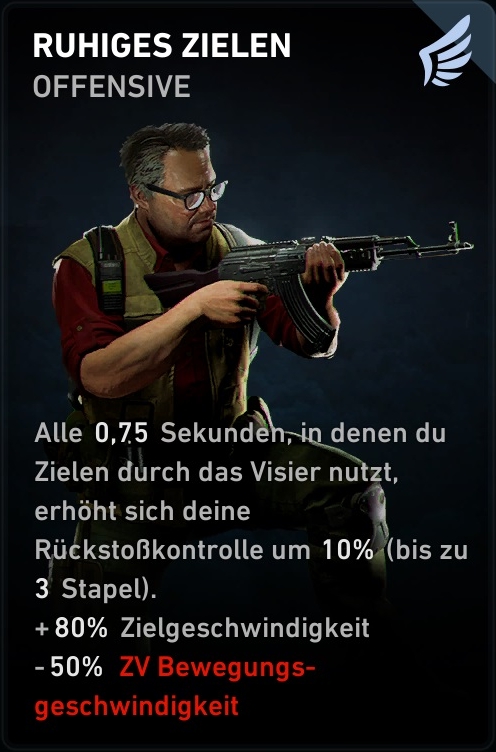 RUHIGES ZIELEN
OFFENSIVE
Alle 0,75 Sekunden, in denen du
Zielen durch das Visier nutzt,
erhöht sich deine
Rückstoßkontrolle um 10% (bis zu
3 Stapel).
+80% Zielgeschwindigkeit
-50% ZV Bewegungs-
geschwindigkeit